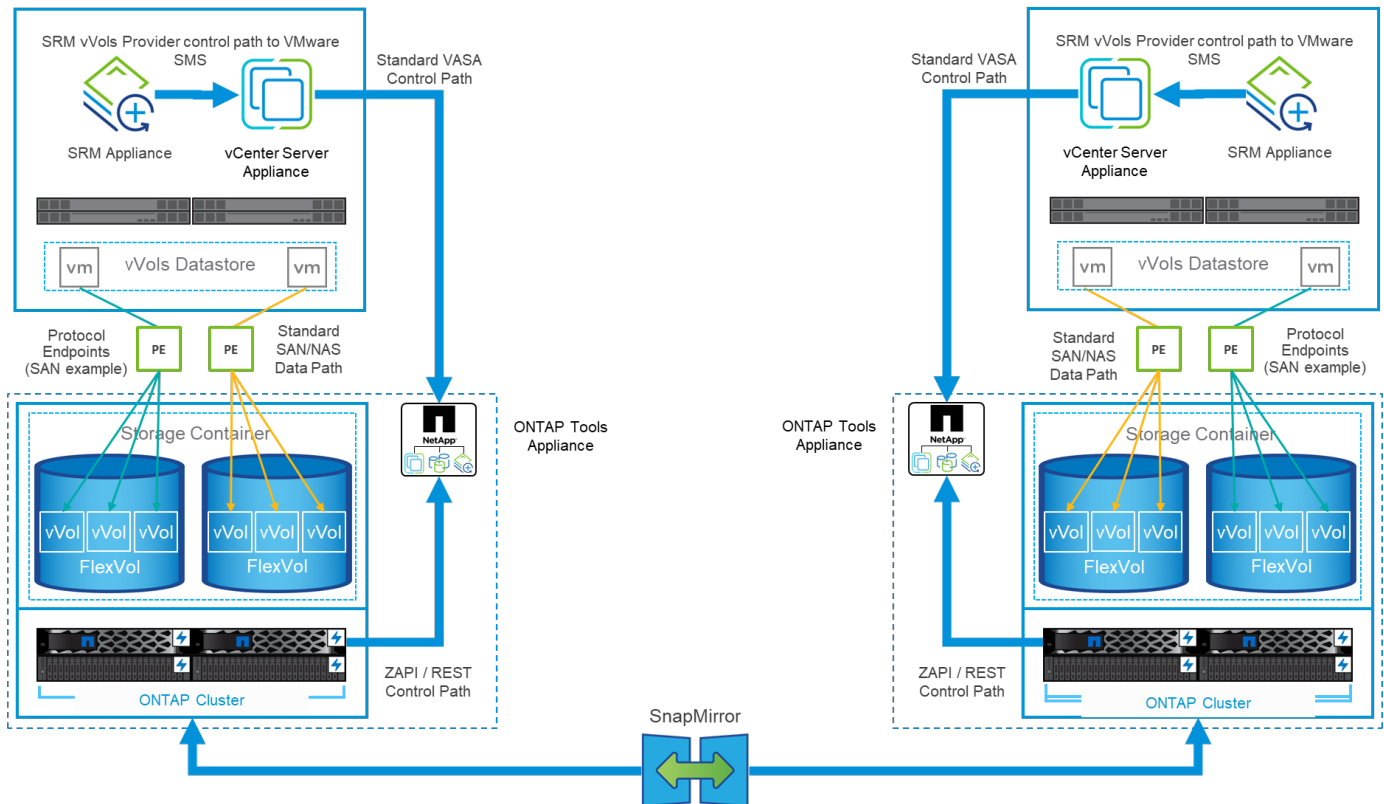 SRM vVols Provider control path to VMware
SMS
SRM Appliance
vCenter Server
Appliance
Standard VASA
Control Path
vm
vVols Datastore
vm
Protocol
Endpoints
(SAN example)
PE
PE
Standard
SAN/NAS
Data Path
Storage Container
vVol
vVol
vVol
FlexVol
vVol
vVol
vVol
FlexVol
NetApp
ONTAP Tools
Appliance
ZAPI / REST
Control Path
ONTAP Cluster
SnapMirror
Standard VASA
Control Path
SRM vVols Provider control path to VMware
SMS
vCenter Server
Appliance
SRM Appliance
vm
vVols Datastore
vm
Standard
SAN/NAS
Data Path
PE
PE
Protocol
Endpoints
(SAN example)
ONTAP Tools
Appliance
NetApp
Storage Container
vVol
vVol
vVol
FlexVol
vVol
vVol
vVol
FlexVol
ZAPI / REST
Control Path
ONTAP Cluster